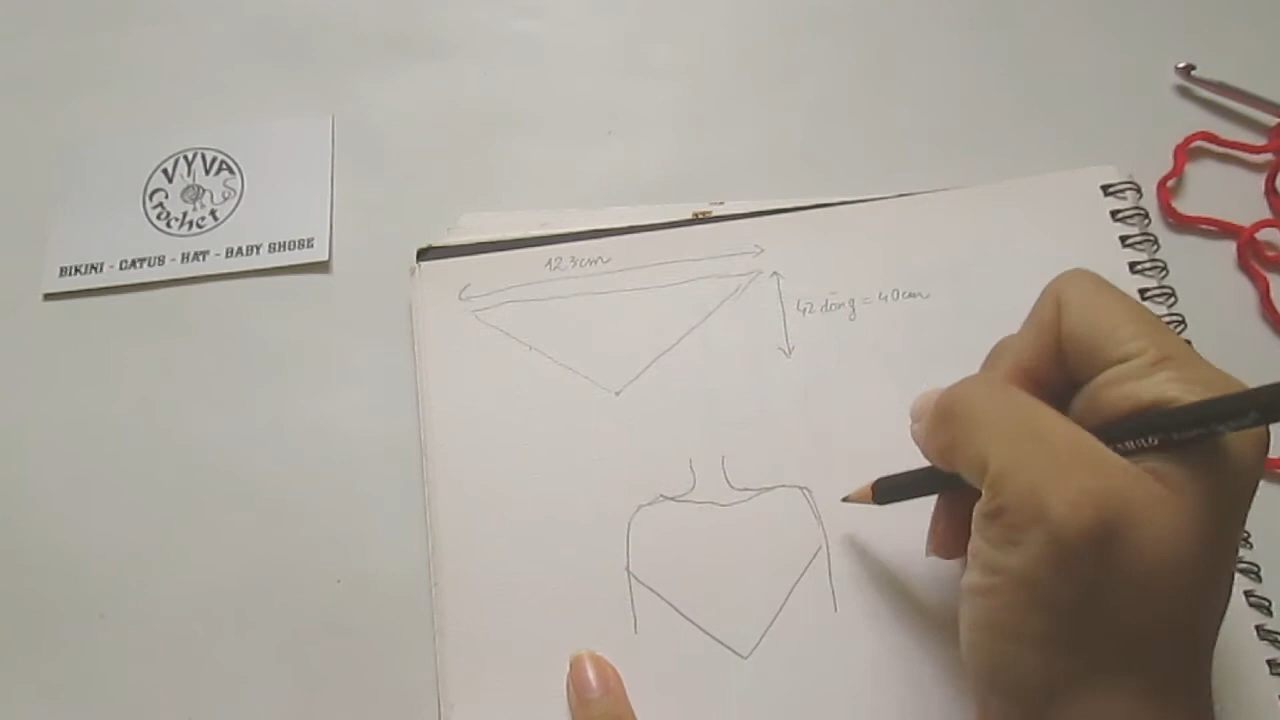 VYVA
Crochet
BIKINI - CATUS - HAT - BABY SHOSE
123cm
42 dòng = 40cm